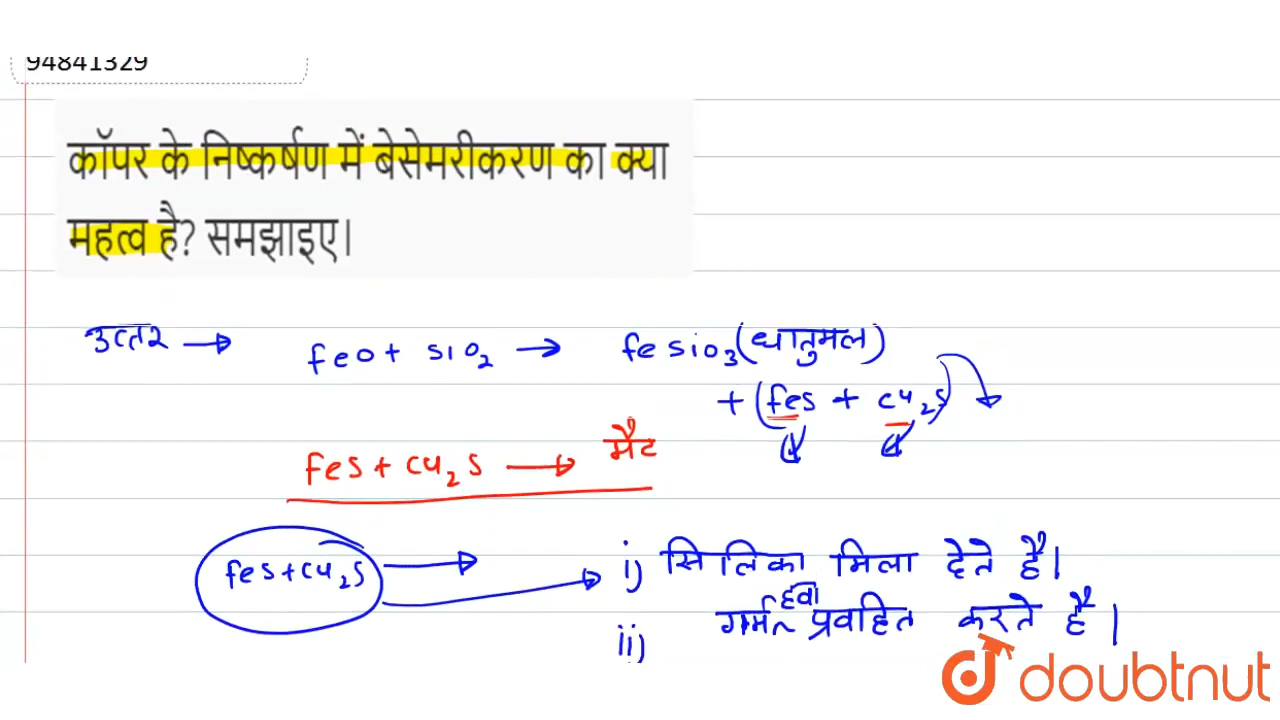 94841329
कॉपर के निष्कर्षण में बेसेमरीकरण का क्या
महत्व है? समझाइए।
उत्तर → feO + SiO2 → feSiO3 (धातुमल)
+ (feS + Cu2S)
feS + Cu2S → मैट
feS + Cu2S → i) सिलिका मिला देते हैं।
ii) गर्म हवा प्रवाहित करते हैं।
doubtnut